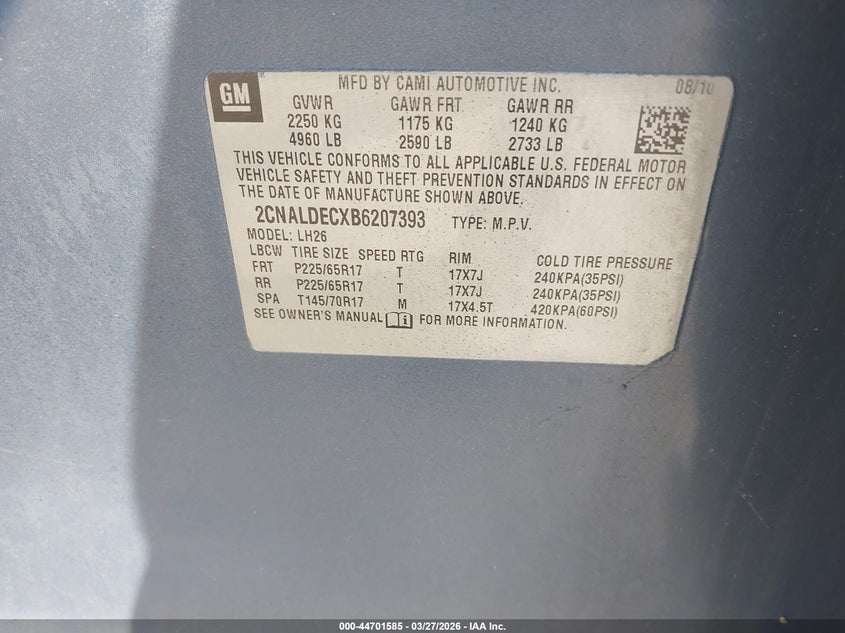 GM
MFD BY CAMI AUTOMOTIVE INC. 08/10
GVWR GAWR FRT GAWR RR
2250 KG 1175 KG 1240 KG
4960 LB 2590 LB 2733 LB
THIS VEHICLE CONFORMS TO ALL APPLICABLE U.S. FEDERAL MOTOR
VEHICLE SAFETY AND THEFT PREVENTION STANDARDS IN EFFECT ON
THE DATE OF MANUFACTURE SHOWN ABOVE.
2CNALDECXB6207393 TYPE: M.P.V.
MODEL: LH26
LBCW TIRE SIZE SPEED RTG RIM COLD TIRE PRESSURE
FRT P225/65R17 T 17X7J 240KPA(35PSI)
RR P225/65R17 T 17X7J 240KPA(35PSI)
SPA T145/70R17 M 17X4.5T 420KPA(60PSI)
SEE OWNER'S MANUAL FOR MORE INFORMATION.
000-44701585 - 03/27/2026 - IAA Inc.